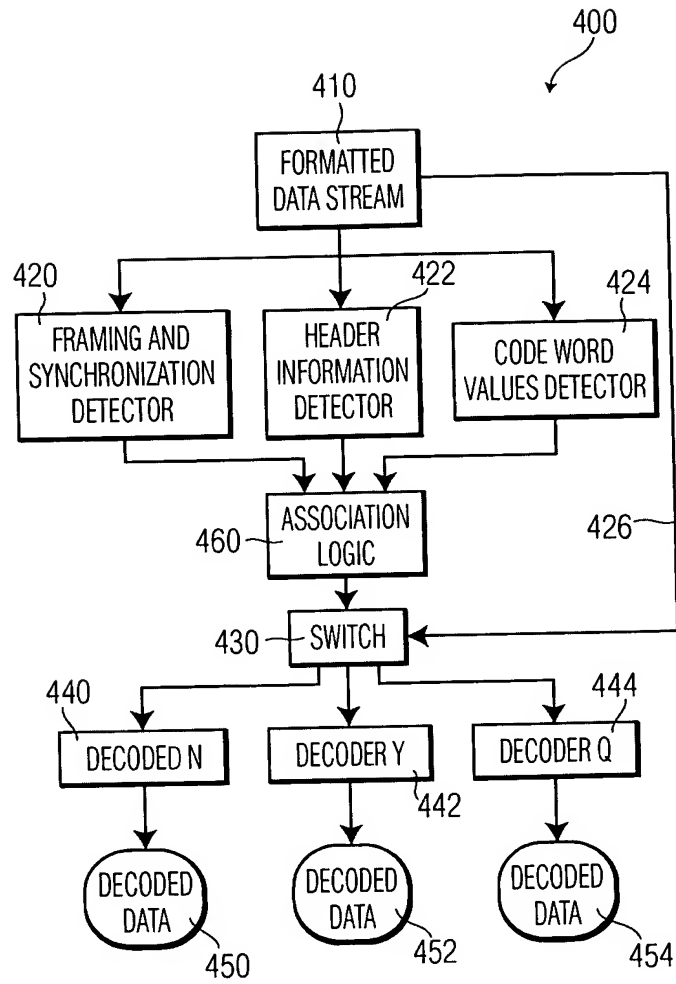 400
410
FORMATTED
DATA STREAM
420
422
424
FRAMING AND
SYNCHRONIZATION
DETECTOR
HEADER
INFORMATION
DETECTOR
CODE WORD
VALUES DETECTOR
460
ASSOCIATION
LOGIC
426
430
SWITCH
440
444
DECODED N
DECODER Y
DECODER Q
442
DECODED
DATA
DECODED
DATA
DECODED
DATA
450
452
454